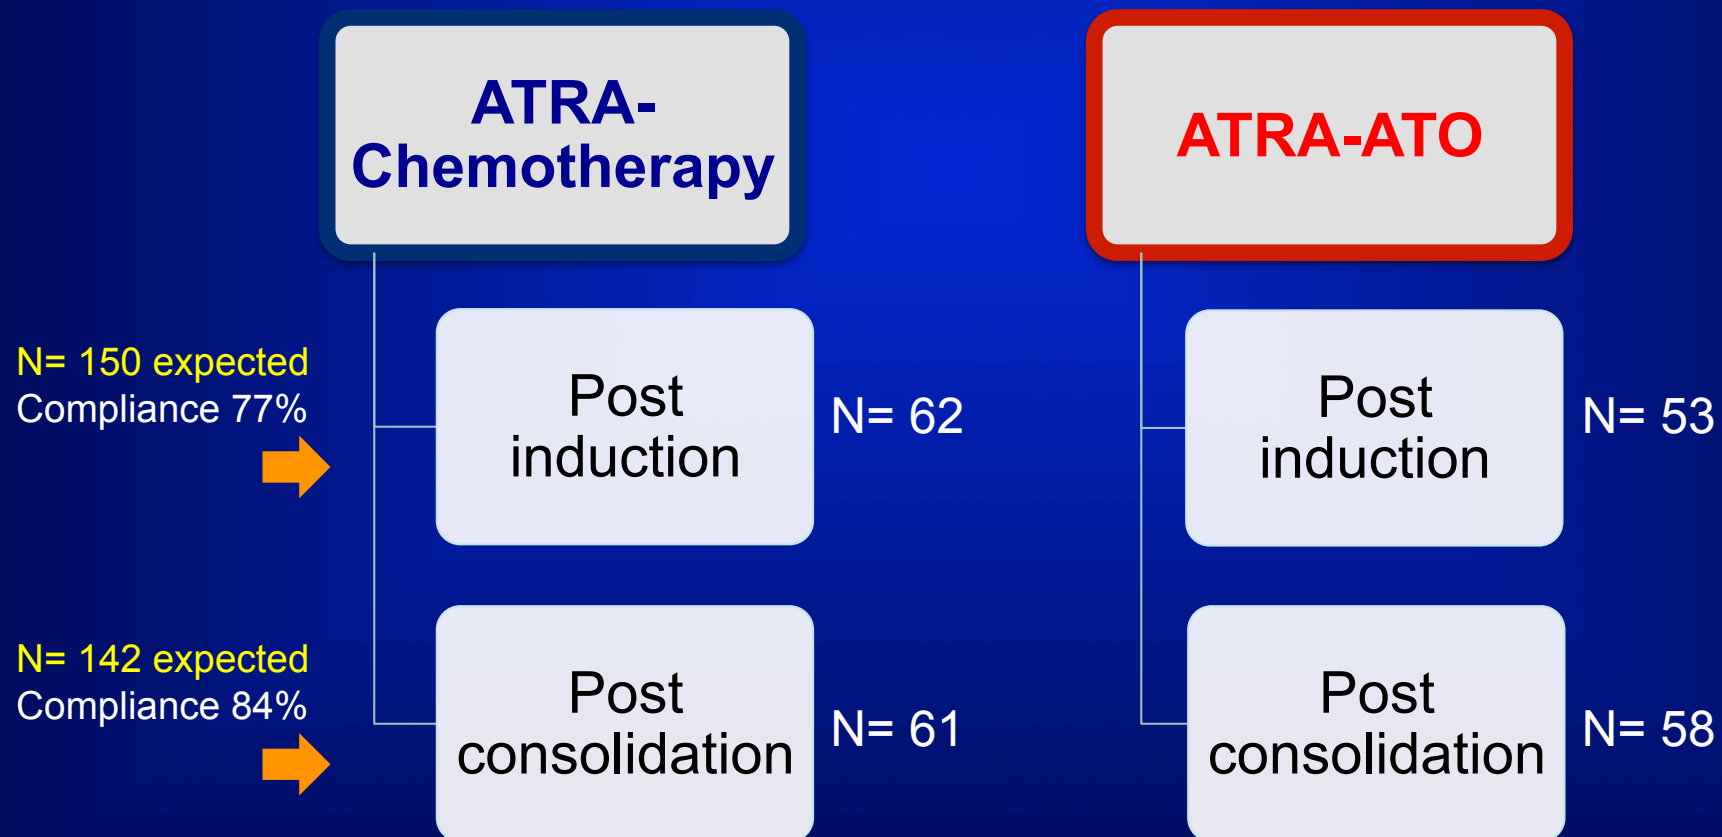 ATRA-
Chemotherapy
ATRA-ATO
N= 150 expected
Compliance 77%
Post
induction
N= 62
Post
induction
N= 53
N= 142 expected
Compliance 84%
Post
consolidation
N= 61
Post
consolidation
N= 58